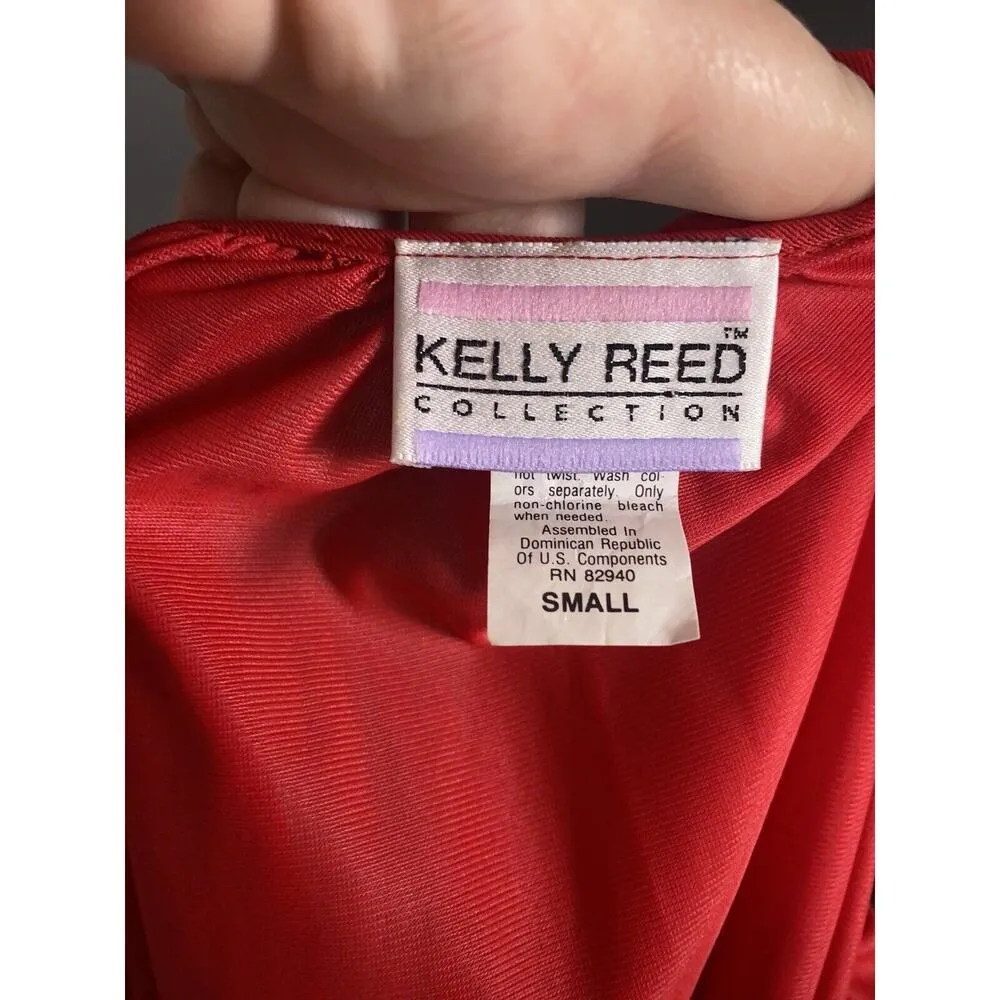 KELLY REED™
COLLECTION
not twist. Wash col-
ors separately. Only
non-chlorine bleach
when needed.
Assembled In
Dominican Republic
Of U.S. Components
RN 82940
SMALL